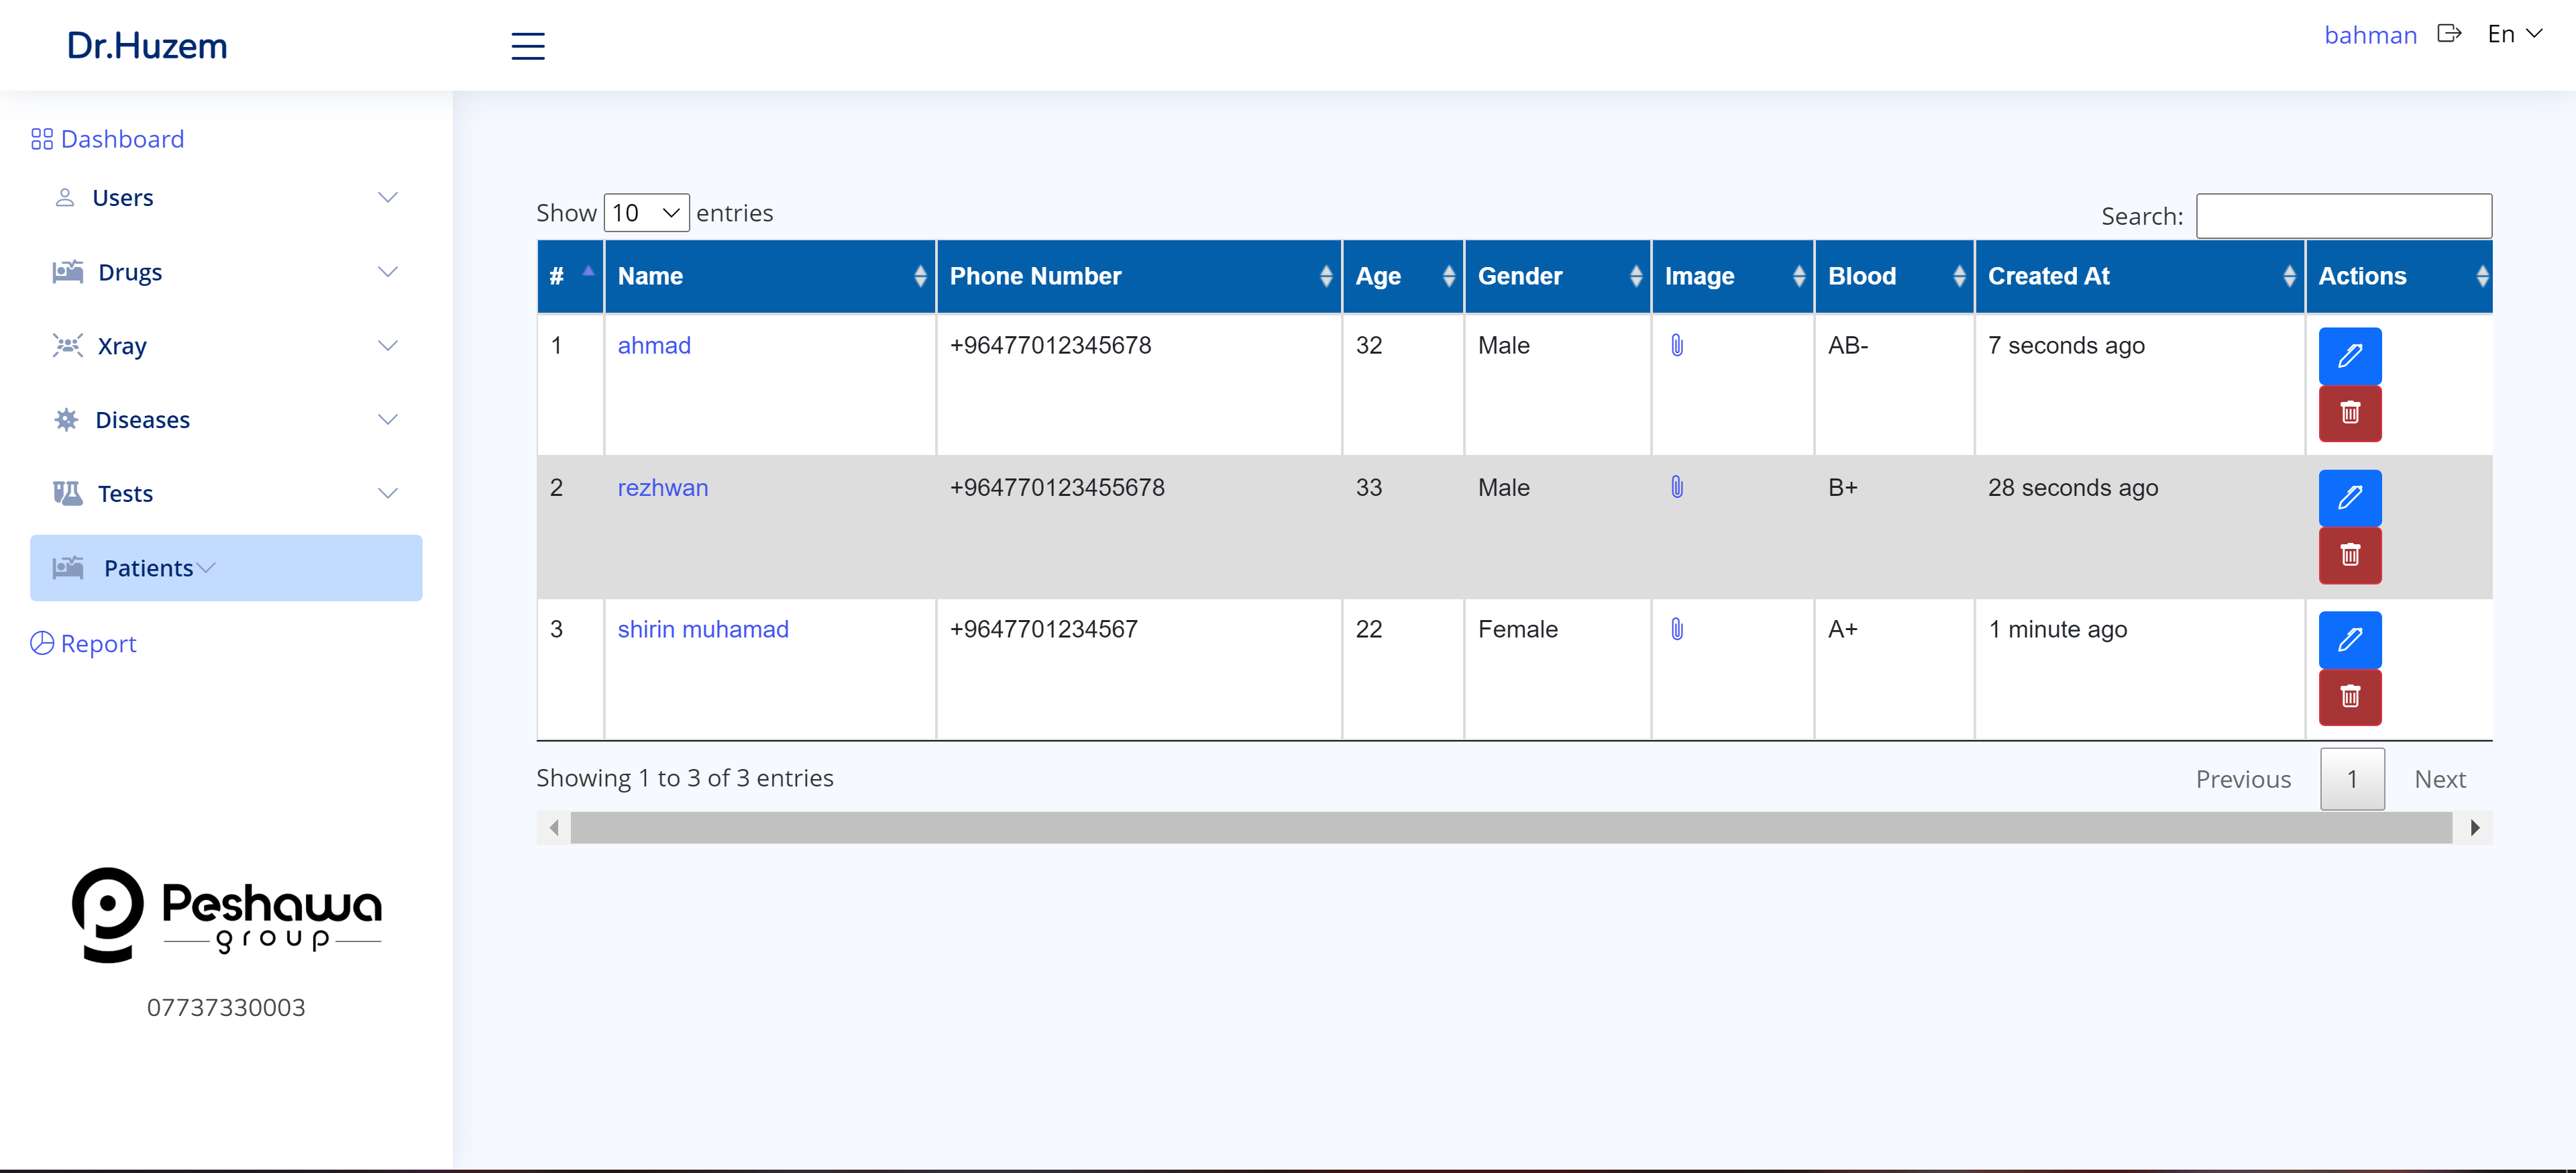 Dr.Huzem
bahman En
Dashboard
Users
Drugs
Xray
Diseases
Tests
Patients
Report
Peshawa
group
07737330003
Show 10 entries
Search:
# Name Phone Number Age Gender Image Blood Created At Actions
1 ahmad +96477012345678 32 Male AB- 7 seconds ago
2 rezhwan +964770123455678 33 Male B+ 28 seconds ago
3 shirin muhamad +9647701234567 22 Female A+ 1 minute ago
Showing 1 to 3 of 3 entries
Previous 1 Next